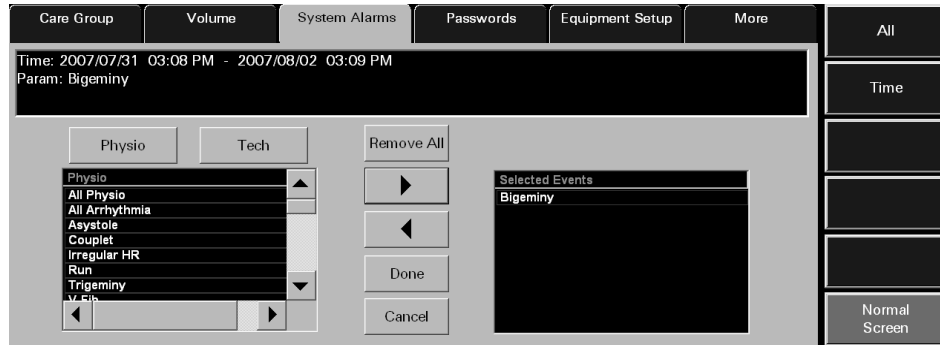 Care Group
Volume
System Alarms
Passwords
Equipment Setup
More
All
Time: 2007/07/31 03:08 PM - 2007/08/02 03:09 PM
Param: Bigeminy
Time
Physio
Tech
Remove All
Physio
All Physio
All Arrhythmia
Asystole
Couplet
Irregular HR
Run
Trigeminy
V Fib
Selected Events
Bigeminy
Done
Cancel
Normal
Screen